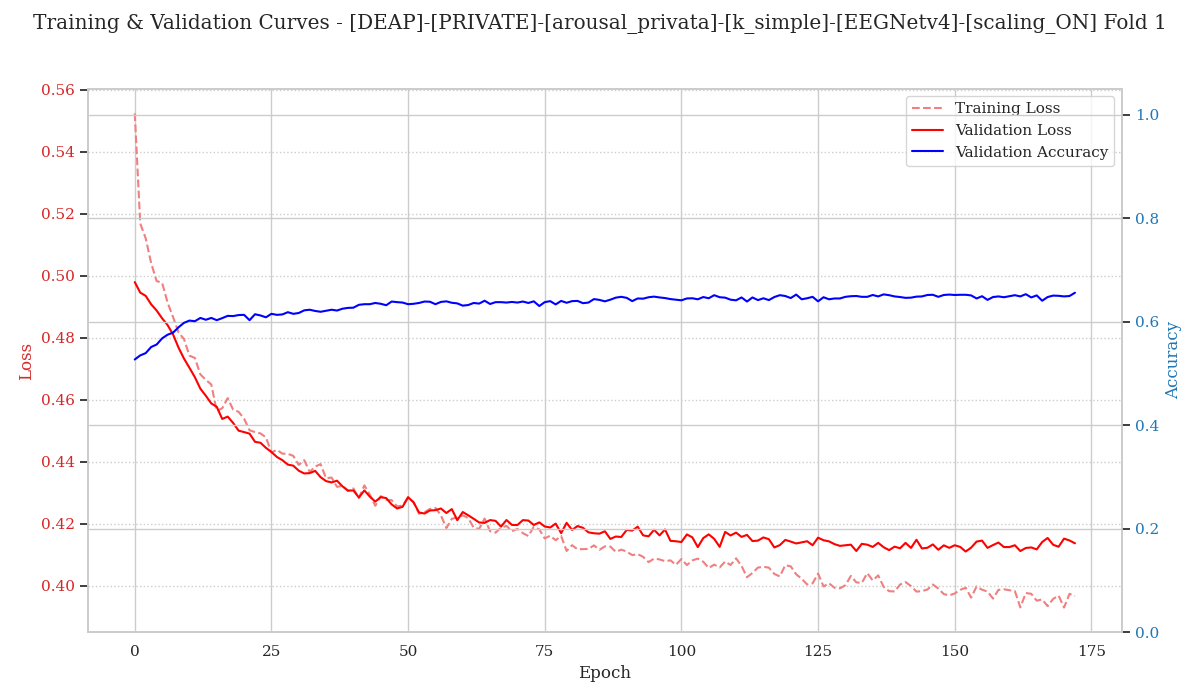 Training & Validation Curves - [DEAP]-[PRIVATE]-[arousal_privata]-[k_simple]-[EEGNetv4]-[scaling_ON] Fold 1
Training Loss
Validation Loss
Validation Accuracy
0.56
0.54
0.52
0.50
0.48
0.46
0.44
0.42
0.40
Loss
1.0
0.8
0.6
0.4
0.2
0.0
Accuracy
0 25 50 75 100 125 150 175
Epoch